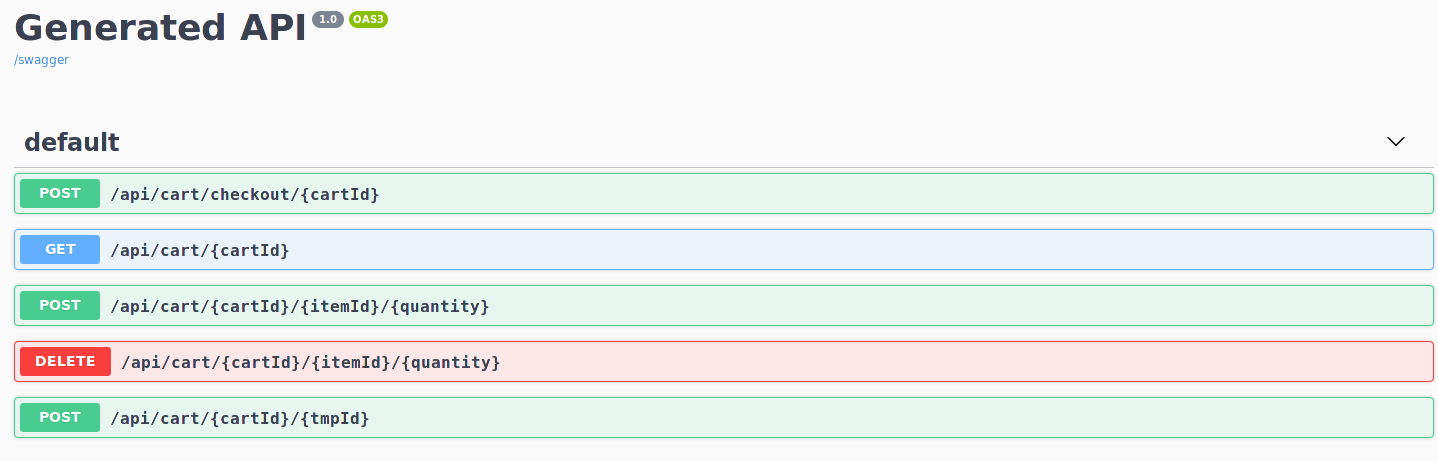 Generated API 1.0 OAS3
/swagger
default
POST /api/cart/checkout/{cartId}
GET /api/cart/{cartId}
POST /api/cart/{cartId}/{itemId}/{quantity}
DELETE /api/cart/{cartId}/{itemId}/{quantity}
POST /api/cart/{cartId}/{tmpId}